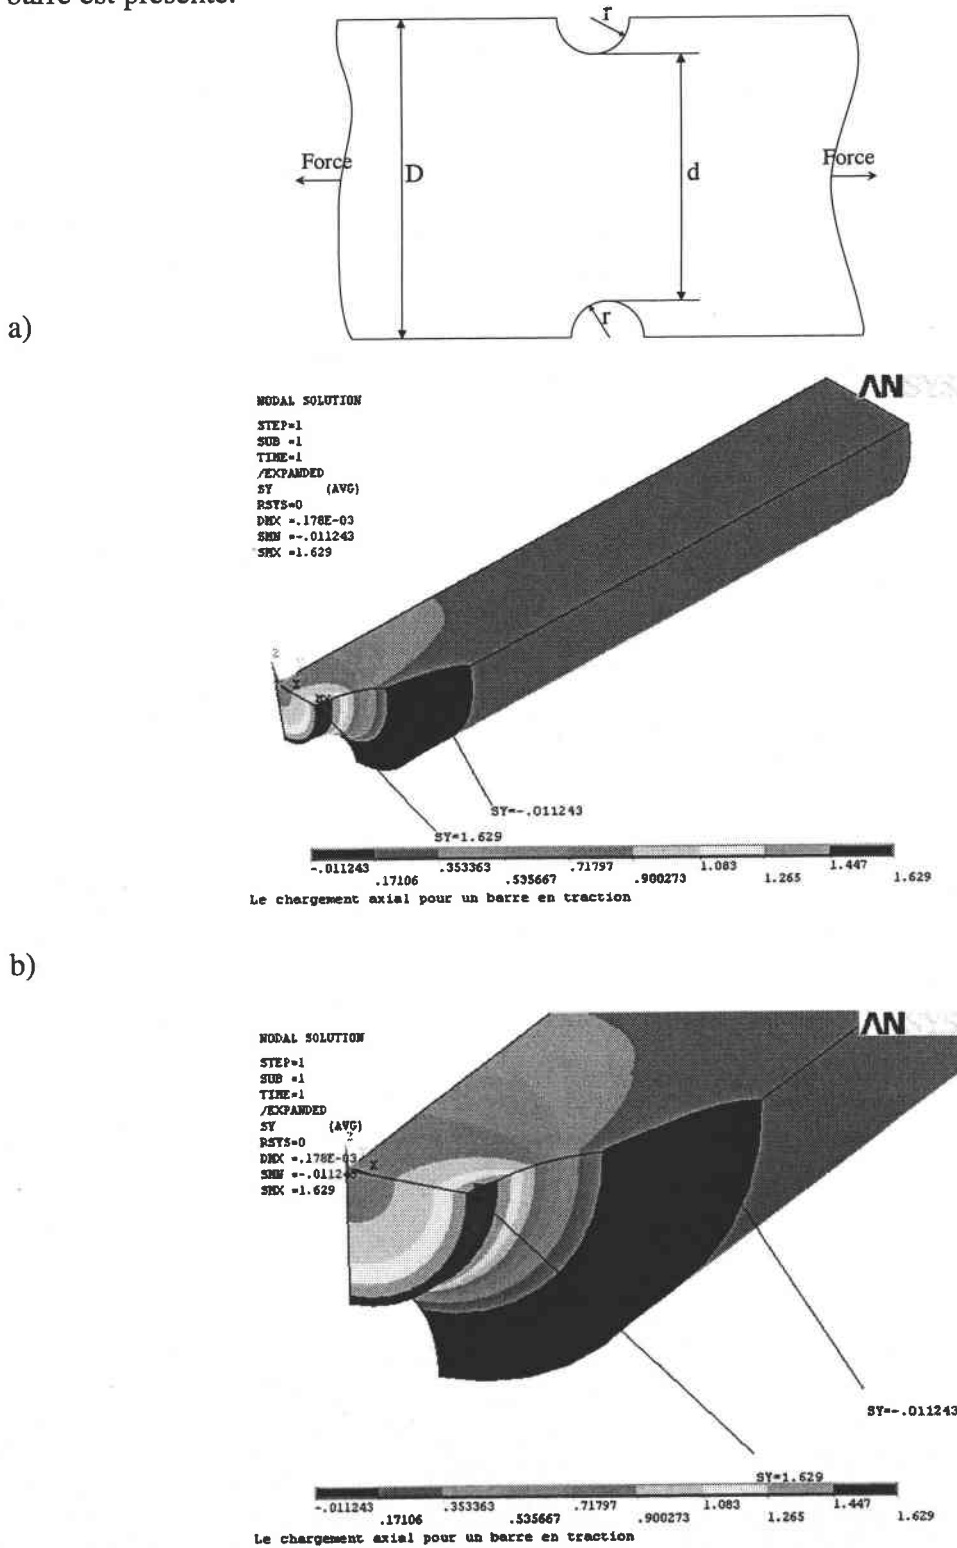 barre est présenté.
r
Force
D
d
Force
r
a)
ANSYS
NODAL SOLUTION
STEP=1
SUB =1
TIME=1
/EXPANDED
SY (AVG)
RSYS=0
DMX =.178E-03
SMN =-.011243
SMX =1.629
Z
X
MX
SY=-.011243
SY=1.629
-.011243 .353363 .71797 1.083 1.447
.17106 .535667 .900273 1.265 1.629
Le chargement axial pour un barre en traction
b)
ANSYS
NODAL SOLUTION
STEP=1
SUB =1
TIME=1
/EXPANDED
SY (AVG)
RSYS=0
Z
DMX =.178E-03
X
SMN =-.011243
SMX =1.629
SY=-.011243
SY=1.629
-.011243 .353363 .71797 1.083 1.447
.17106 .535667 .900273 1.265 1.629
Le chargement axial pour un barre en traction